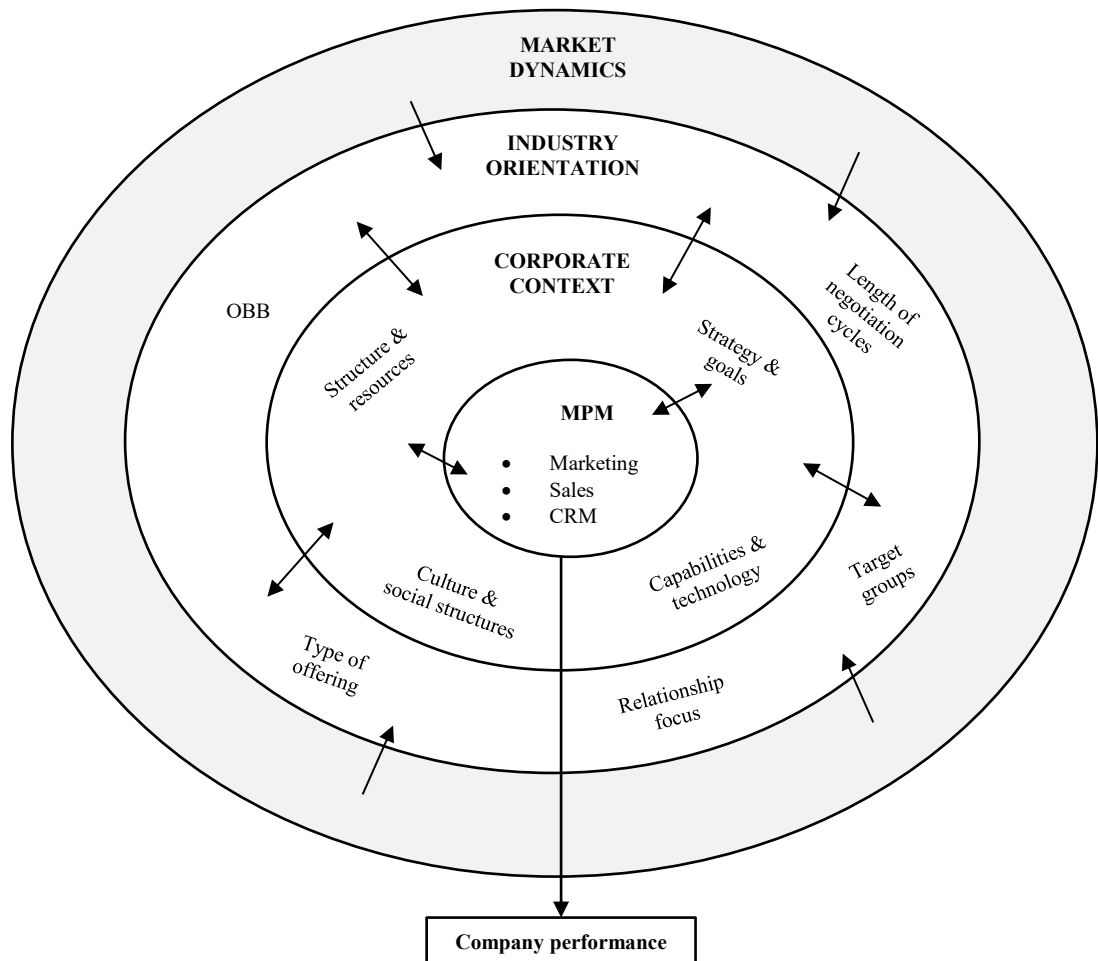 MARKET
DYNAMICS
INDUSTRY
ORIENTATION
CORPORATE
CONTEXT
OBB
Length of
negotiation
cycles
Structure &
resources
Strategy &
goals
MPM
• Marketing
• Sales
• CRM
Culture &
social structures
Capabilities &
technology
Target
groups
Type of
offering
Relationship
focus
Company performance